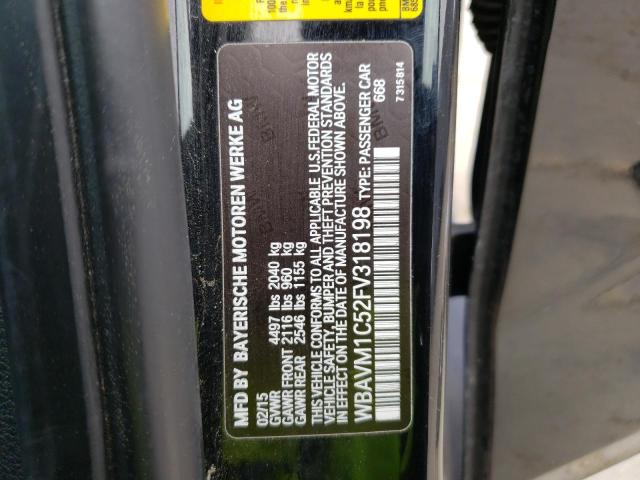 MFD BY BAYERISCHE MOTOREN WERKE AG
02/15
GVWR 4497 lbs 2040 kg
GAWR FRONT 2116 lbs 960 kg
GAWR REAR 2546 lbs 1155 kg
THIS VEHICLE CONFORMS TO ALL APPLICABLE U.S. FEDERAL MOTOR
VEHICLE SAFETY, BUMPER AND THEFT PREVENTION STANDARDS
IN EFFECT ON THE DATE OF MANUFACTURE SHOWN ABOVE.
WBAVM1C52FV318198 TYPE: PASSENGER CAR
668
7 315 814